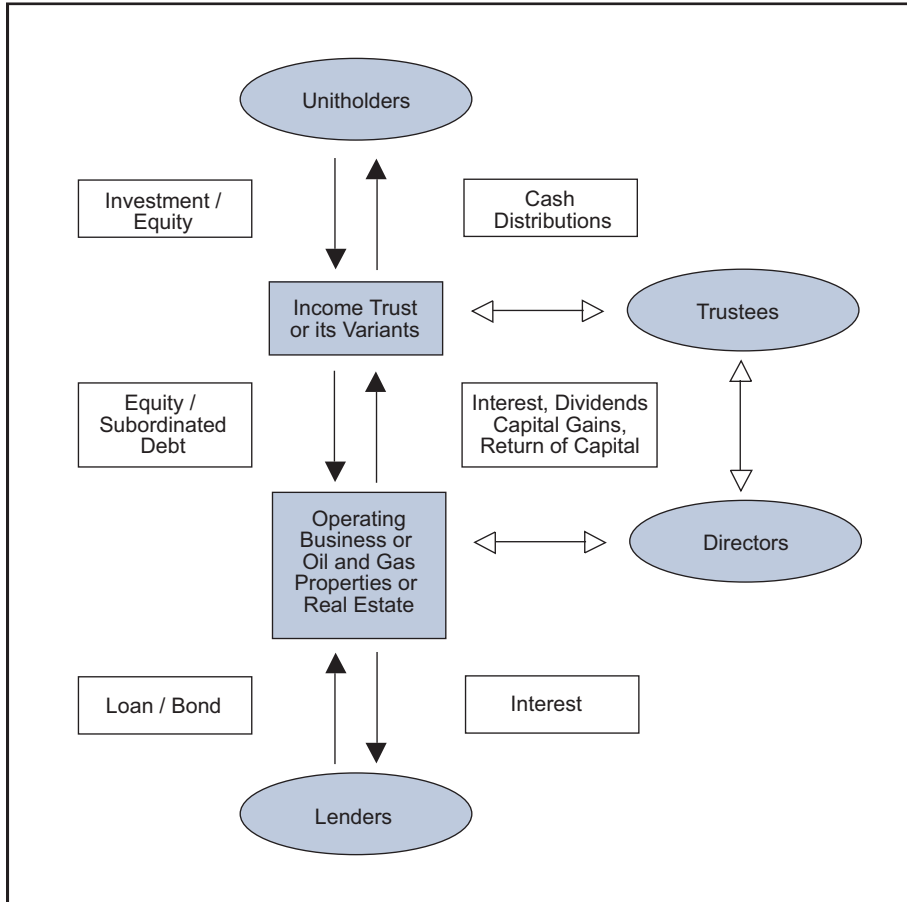 Unitholders
Investment /
Equity
Cash
Distributions
Income Trust
or its Variants
Trustees
Equity /
Subordinated
Debt
Interest, Dividends
Capital Gains,
Return of Capital
Operating
Business or
Oil and Gas
Properties or
Real Estate
Directors
Loan / Bond
Interest
Lenders